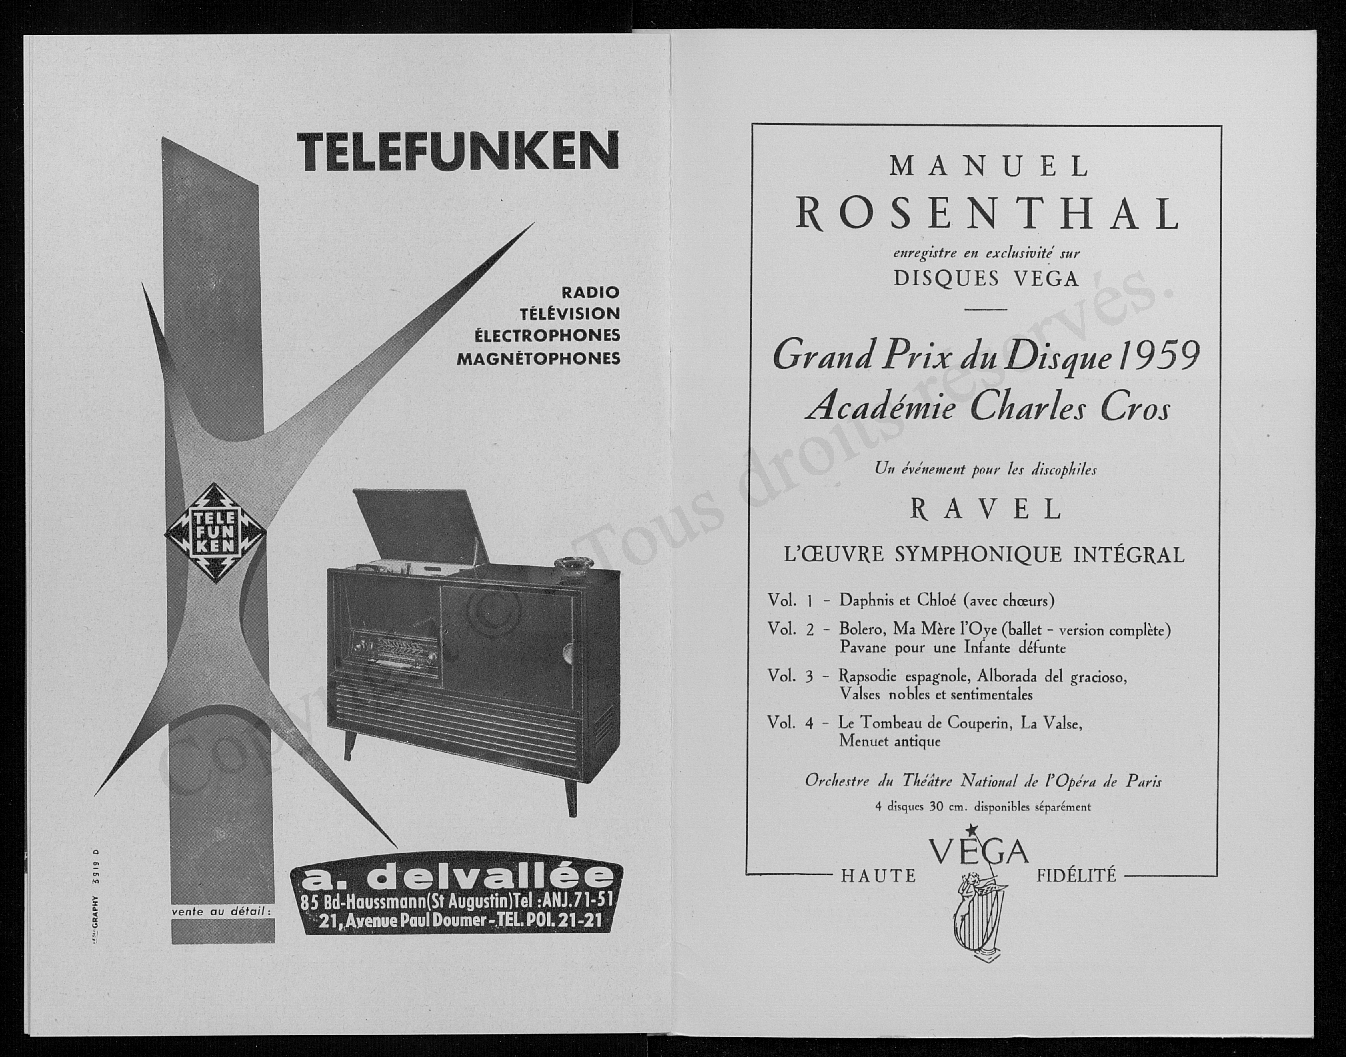 TELEFUNKEN
RADIO
TÉLÉVISION
ÉLECTROPHONES
MAGNÉTOPHONES
TELE
FUN
KEN
vente au détail :
a. delvallée
85 Bd-Haussmann(St Augustin)Tel :ANJ.71-51
21, Avenue Paul Doumer - TEL. POI. 21-21
GRAPHY 5919 D
MANUEL
ROSENTHAL
enregistre en exclusivité sur
DISQUES VEGA
Grand Prix du Disque 1959
Académie Charles Cros
Un événement pour les discophiles
RAVEL
L'ŒUVRE SYMPHONIQUE INTÉGRAL
Vol. 1 - Daphnis et Chloé (avec chœurs)
Vol. 2 - Bolero, Ma Mère l'Oye (ballet - version complète)
Pavane pour une Infante défunte
Vol. 3 - Rapsodie espagnole, Alborada del gracioso,
Valses nobles et sentimentales
Vol. 4 - Le Tombeau de Couperin, La Valse,
Menuet antique
Orchestre du Théâtre National de l'Opéra de Paris
4 disques 30 cm. disponibles séparément
VÉGA
HAUTE FIDÉLITÉ
Copyright © Tous droits réservés.